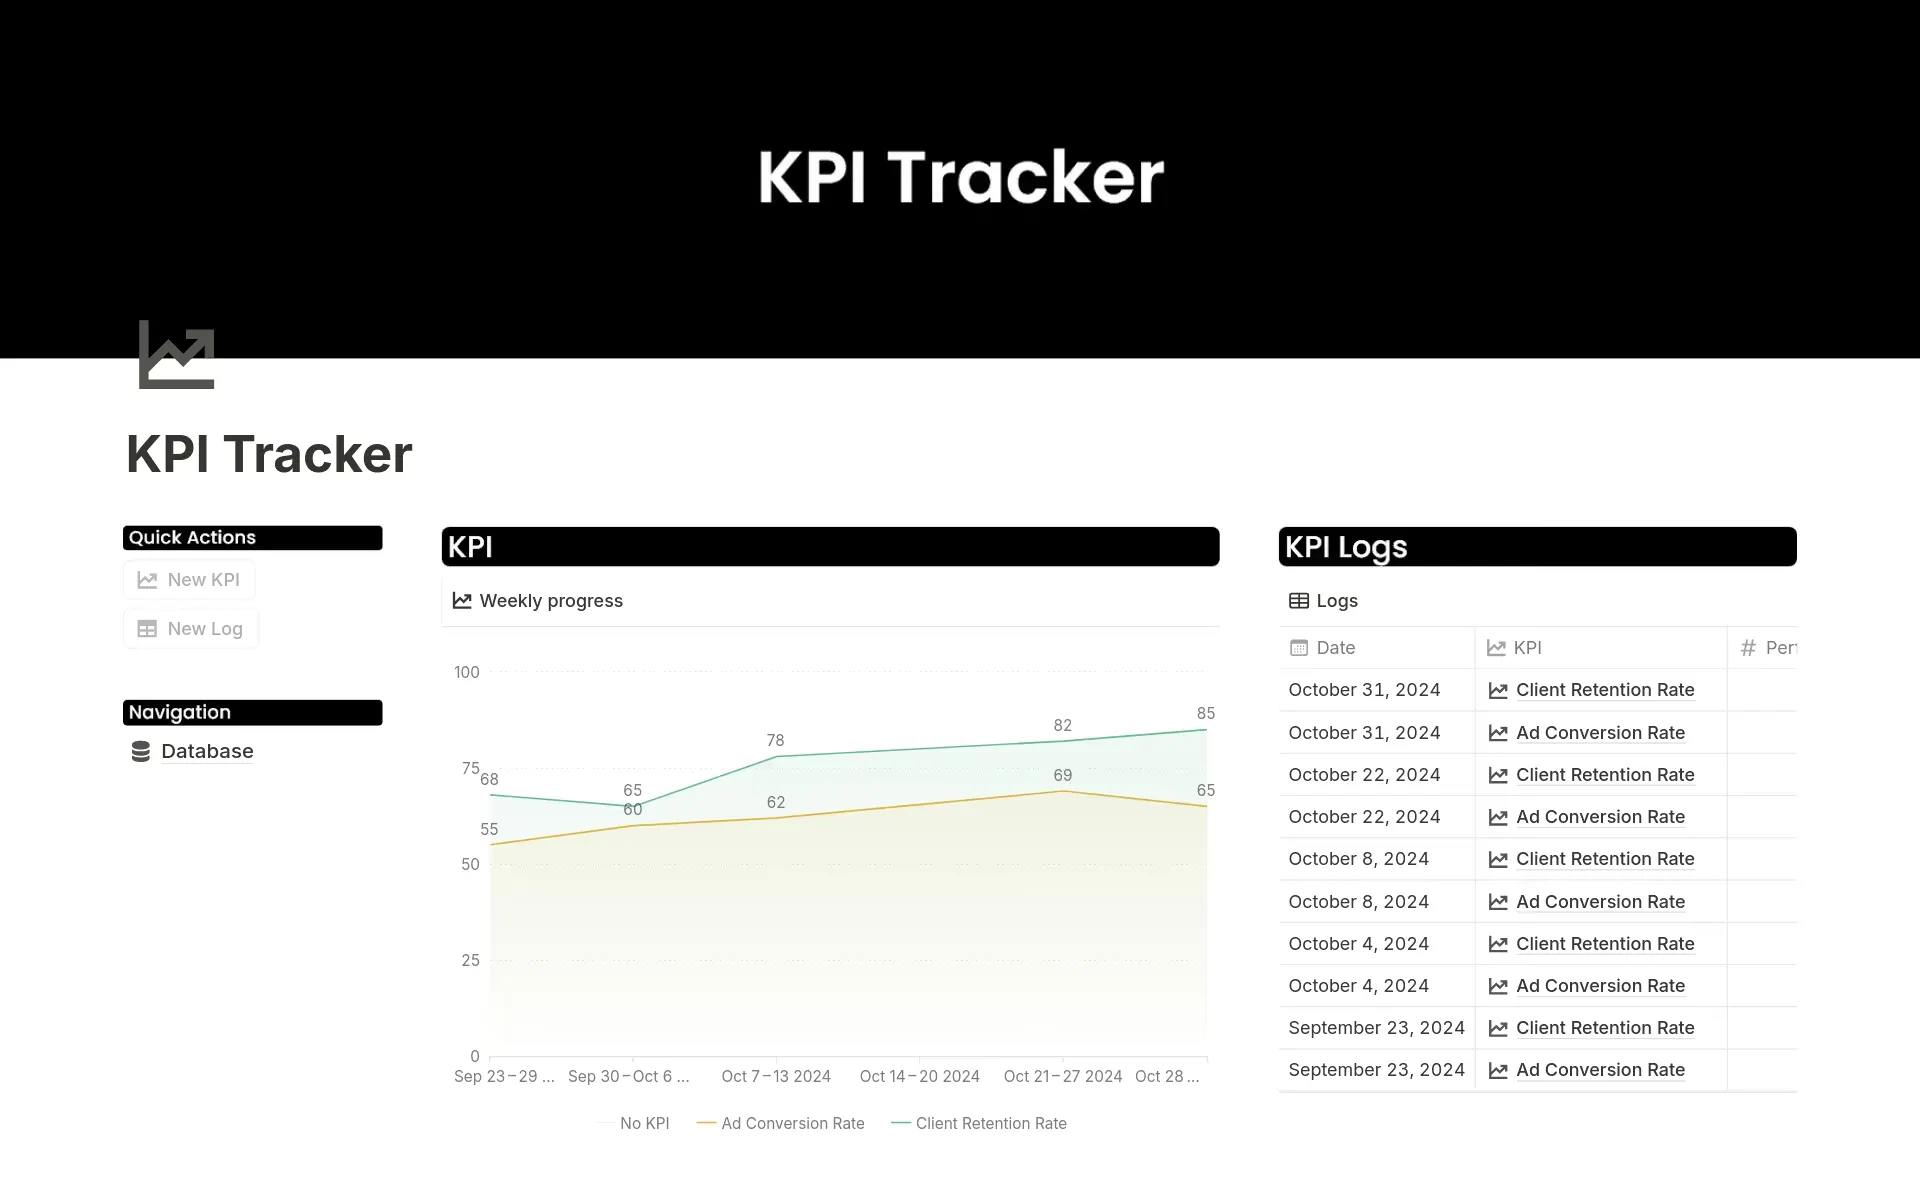 KPI Tracker
KPI Tracker
Quick Actions
New KPI
New Log
Navigation
Database
KPI
Weekly progress
100
75
50
25
0
68
65
78
82
85
55
60
62
69
65
Sep 23–29 ...
Sep 30–Oct 6 ...
Oct 7–13 2024
Oct 14–20 2024
Oct 21–27 2024
Oct 28 ...
No KPI
Ad Conversion Rate
Client Retention Rate
KPI Logs
Logs
Date KPI # Per
October 31, 2024 Client Retention Rate
October 31, 2024 Ad Conversion Rate
October 22, 2024 Client Retention Rate
October 22, 2024 Ad Conversion Rate
October 8, 2024 Client Retention Rate
October 8, 2024 Ad Conversion Rate
October 4, 2024 Client Retention Rate
October 4, 2024 Ad Conversion Rate
September 23, 2024 Client Retention Rate
September 23, 2024 Ad Conversion Rate